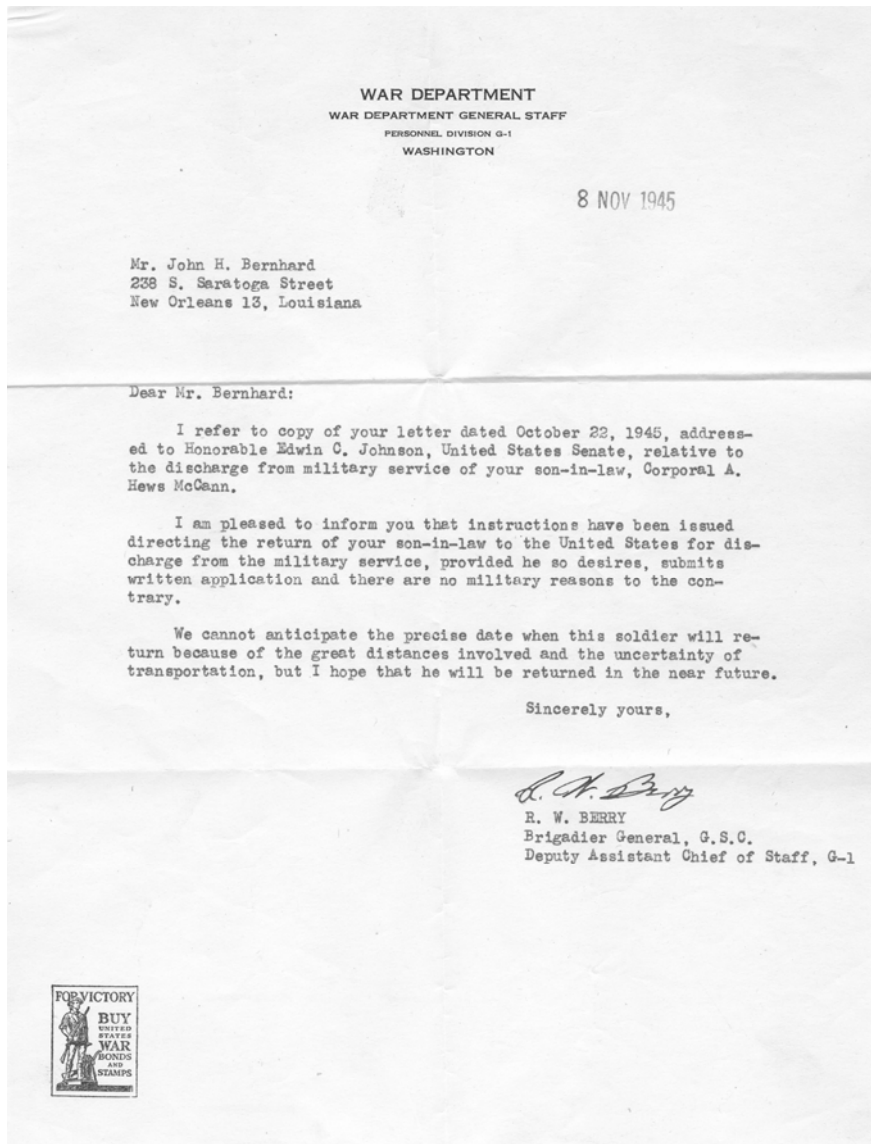 WAR DEPARTMENT
WAR DEPARTMENT GENERAL STAFF
PERSONNEL DIVISION G-1
WASHINGTON
8 NOV 1945
Mr. John H. Bernhard
238 S. Saratoga Street
New Orleans 13, Louisiana
Dear Mr. Bernhard:
I refer to copy of your letter dated October 22, 1945, address-
ed to Honorable Edwin C. Johnson, United States Senate, relative to
the discharge from military service of your son-in-law, Corporal A.
Hews McCann.
I am pleased to inform you that instructions have been issued
directing the return of your son-in-law to the United States for dis-
charge from the military service, provided he so desires, submits
written application and there are no military reasons to the con-
trary.
We cannot anticipate the precise date when this soldier will re-
turn because of the great distances involved and the uncertainty of
transportation, but I hope that he will be returned in the near future.
Sincerely yours,
R. W. Berry
R. W. BERRY
Brigadier General, G.S.C.
Deputy Assistant Chief of Staff, G-1
FOR VICTORY
BUY
UNITED
STATES
WAR
BONDS
AND
STAMPS